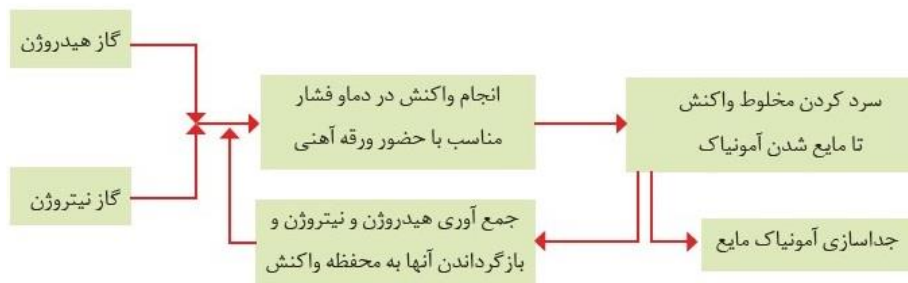 گاز هیدروژن
گاز نیتروژن
انجام واکنش در دماو فشار
مناسب با حضور ورقه آهنی
سرد کردن مخلوط واکنش
تا مایع شدن آمونیاک
جمع آوری هیدروژن و نیتروژن و
بازگرداندن آنها به محفظه واکنش
جداسازی آمونیاک مایع